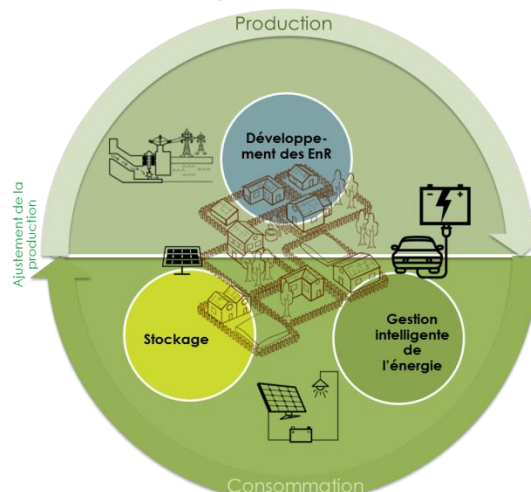 Production
Développe-
ment des EnR
Ajustement de la
production
Stockage
Gestion
intelligente
de
l'énergie
Consommation